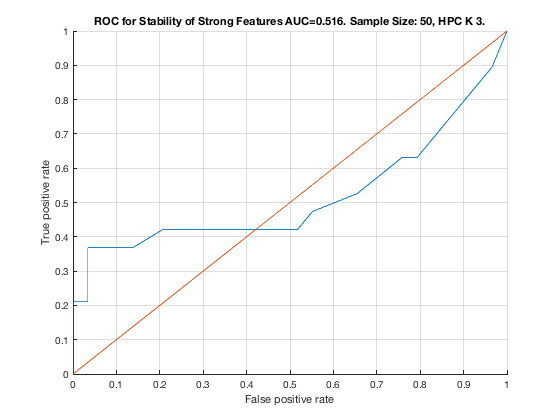 ROC for Stability of Strong Features AUC=0.516. Sample Size: 50, HPC K 3.
1
0.9
0.8
0.7
0.6
0.5
0.4
0.3
0.2
0.1
0
True positive rate
0 0.1 0.2 0.3 0.4 0.5 0.6 0.7 0.8 0.9 1
False positive rate